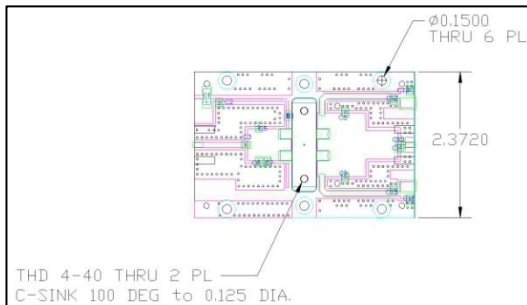 Ø0.1500
THRU 6 PL
2.3720
THD 4-40 THRU 2 PL
C-SINK 100 DEG to 0.125 DIA.